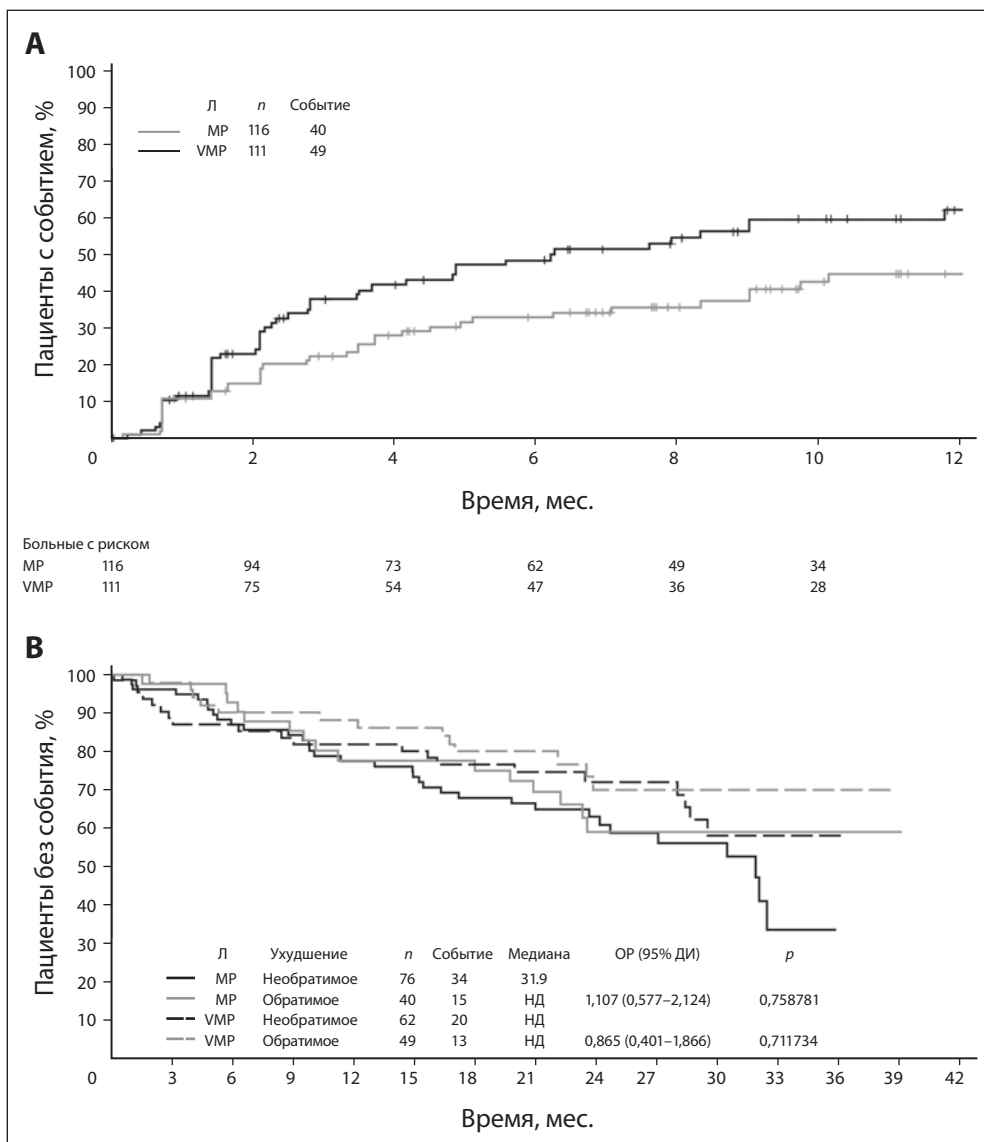 A
Пациенты с событием, %
100
90
80
70
60
50
40
30
20
10
Л n Событие
MP 116 40
VMP 111 49
0 2 4 6 8 10 12
Время, мес.
Больные с риском
MP 116 94 73 62 49 34
VMP 111 75 54 47 36 28
B
Пациенты без события, %
100
90
80
70
60
50
40
30
20
10
Л Ухудшение n Событие Медиана ОР (95% ДИ) p
MP Необратимое 76 34 31.9
MP Обратимое 40 15 НД 1,107 (0,577–2,124) 0,758781
VMP Необратимое 62 20 НД
VMP Обратимое 49 13 НД 0,865 (0,401–1,866) 0,711734
0 3 6 9 12 15 18 21 24 27 30 33 36 39 42
Время, мес.